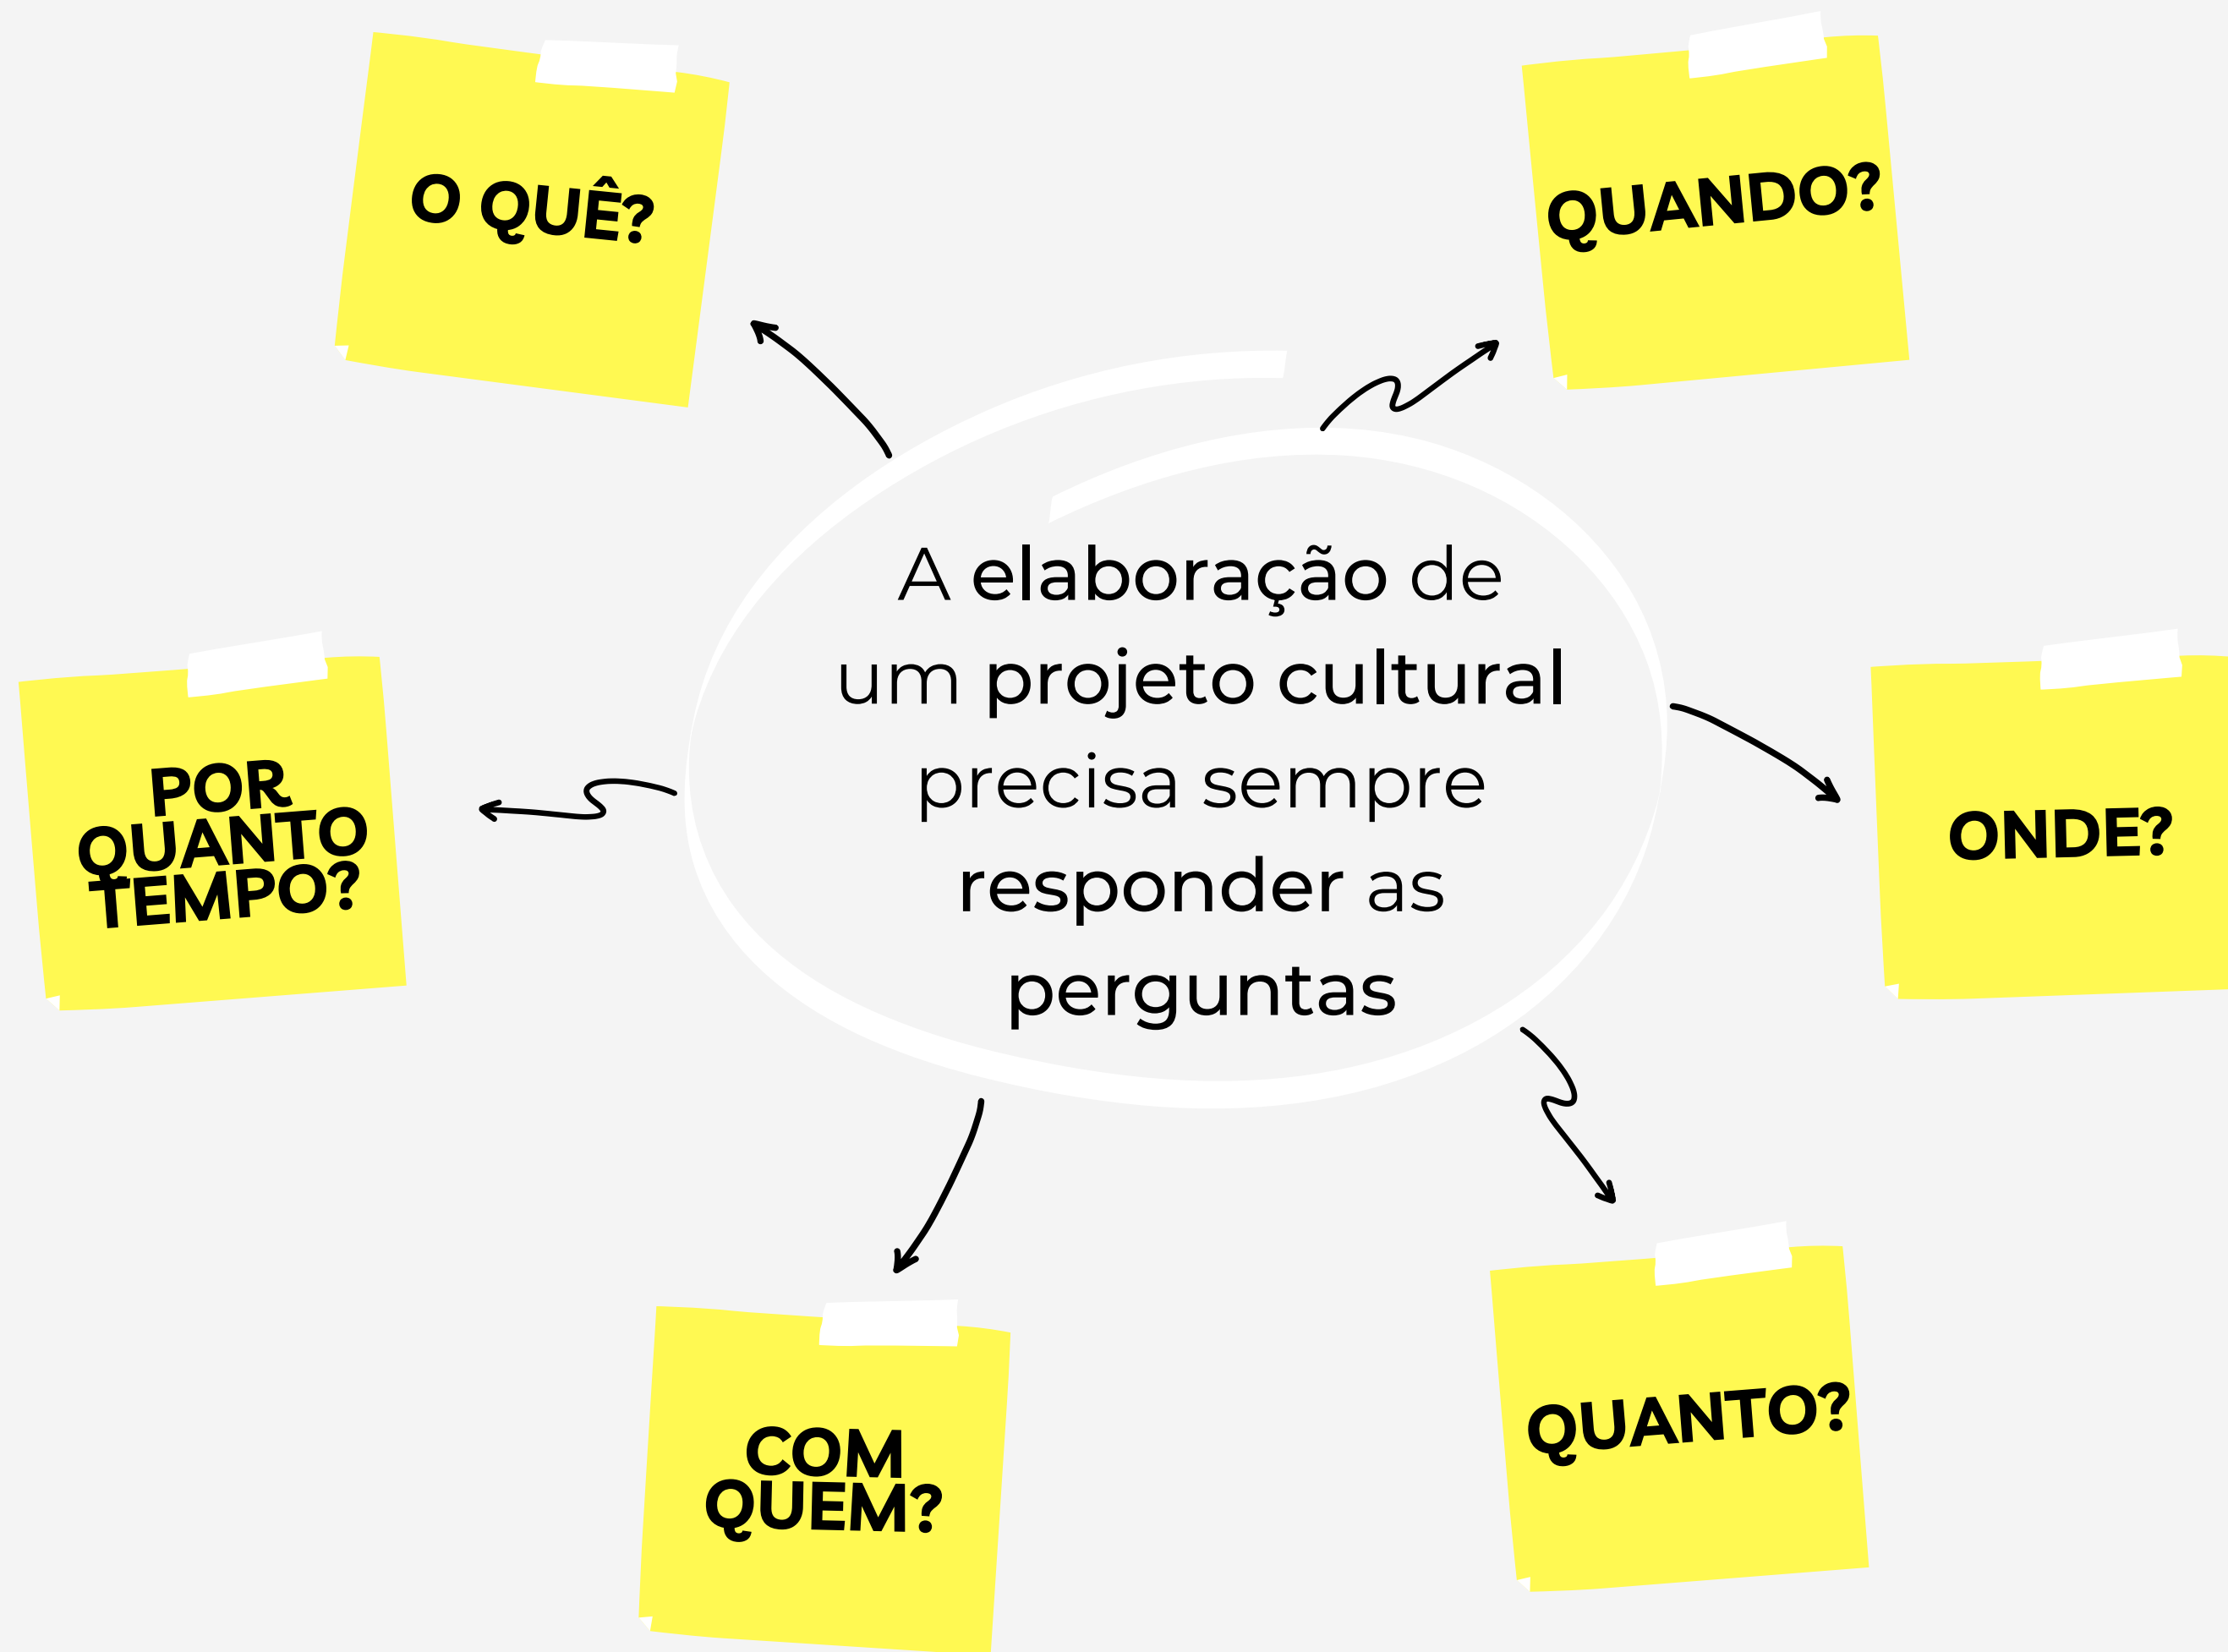 O QUÊ?
QUANDO?
A elaboração de
um projeto cultural
precisa sempre
responder as
perguntas
POR
QUANTO
TEMPO?
ONDE?
COM
QUEM?
QUANTO?